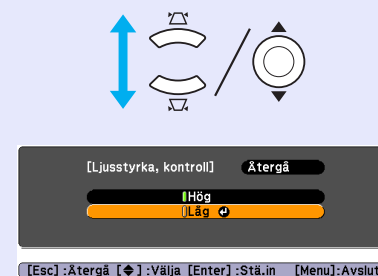 [Ljusstyrka, kontroll] Återgå
Hög
Låg
[Esc] :Återgå [ ] :Välja [Enter] :Stä.in [Menu]:Avslut